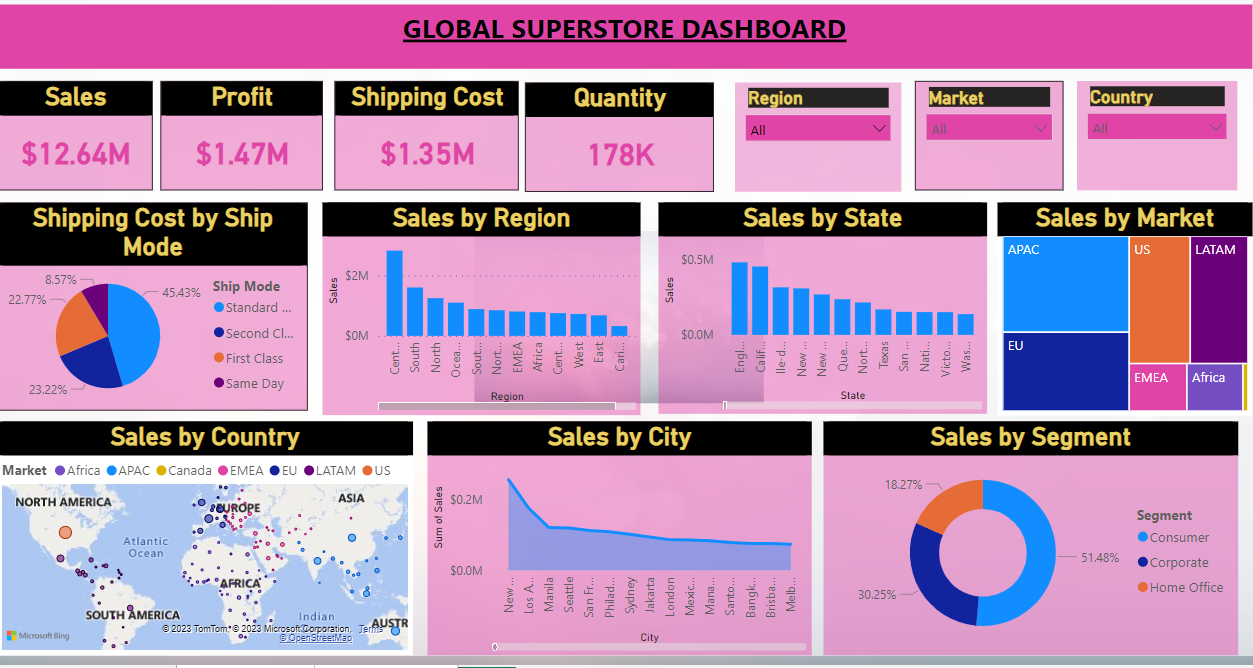 GLOBAL SUPERSTORE DASHBOARD
Sales
$12.64M
Profit
$1.47M
Shipping Cost
$1.35M
Quantity
178K
Region
All
Market
All
Country
All
Shipping Cost by Ship
Mode
8.57%
22.77%
45.43%
23.22%
Ship Mode
Standard ...
Second Cl...
First Class
Same Day
Sales by Region
Sales
$2M
$0M
Cent...
South
North
Ocea...
Sout...
Nort...
EMEA
Africa
Cent...
West
East
Cari...
Region
Sales by State
Sales
$0.5M
$0.0M
Engl...
Calif...
Ile-d...
New ...
New ...
Que...
Nort...
Texas
San ...
Nati...
Victo...
Was...
State
Sales by Market
APAC
US
LATAM
EU
EMEA
Africa
Sales by Country
Market
Africa
APAC
Canada
EMEA
EU
LATAM
US
NORTH AMERICA
EUROPE
ASIA
Atlantic
Ocean
AFRICA
SOUTH AMERICA
Indian
AUSTR
Microsoft Bing
© 2023 TomTom, © 2023 Microsoft Corporation, Terms
© OpenStreetMap
Sales by City
Sum of Sales
$0.2M
$0.0M
New ...
Los A...
Manila
Seattle
San Fr...
Philad...
Sydney
Jakarta
London
Mexic...
Mana...
Santo...
Bangk...
Brisba...
Melb...
City
Sales by Segment
18.27%
51.48%
30.25%
Segment
Consumer
Corporate
Home Office